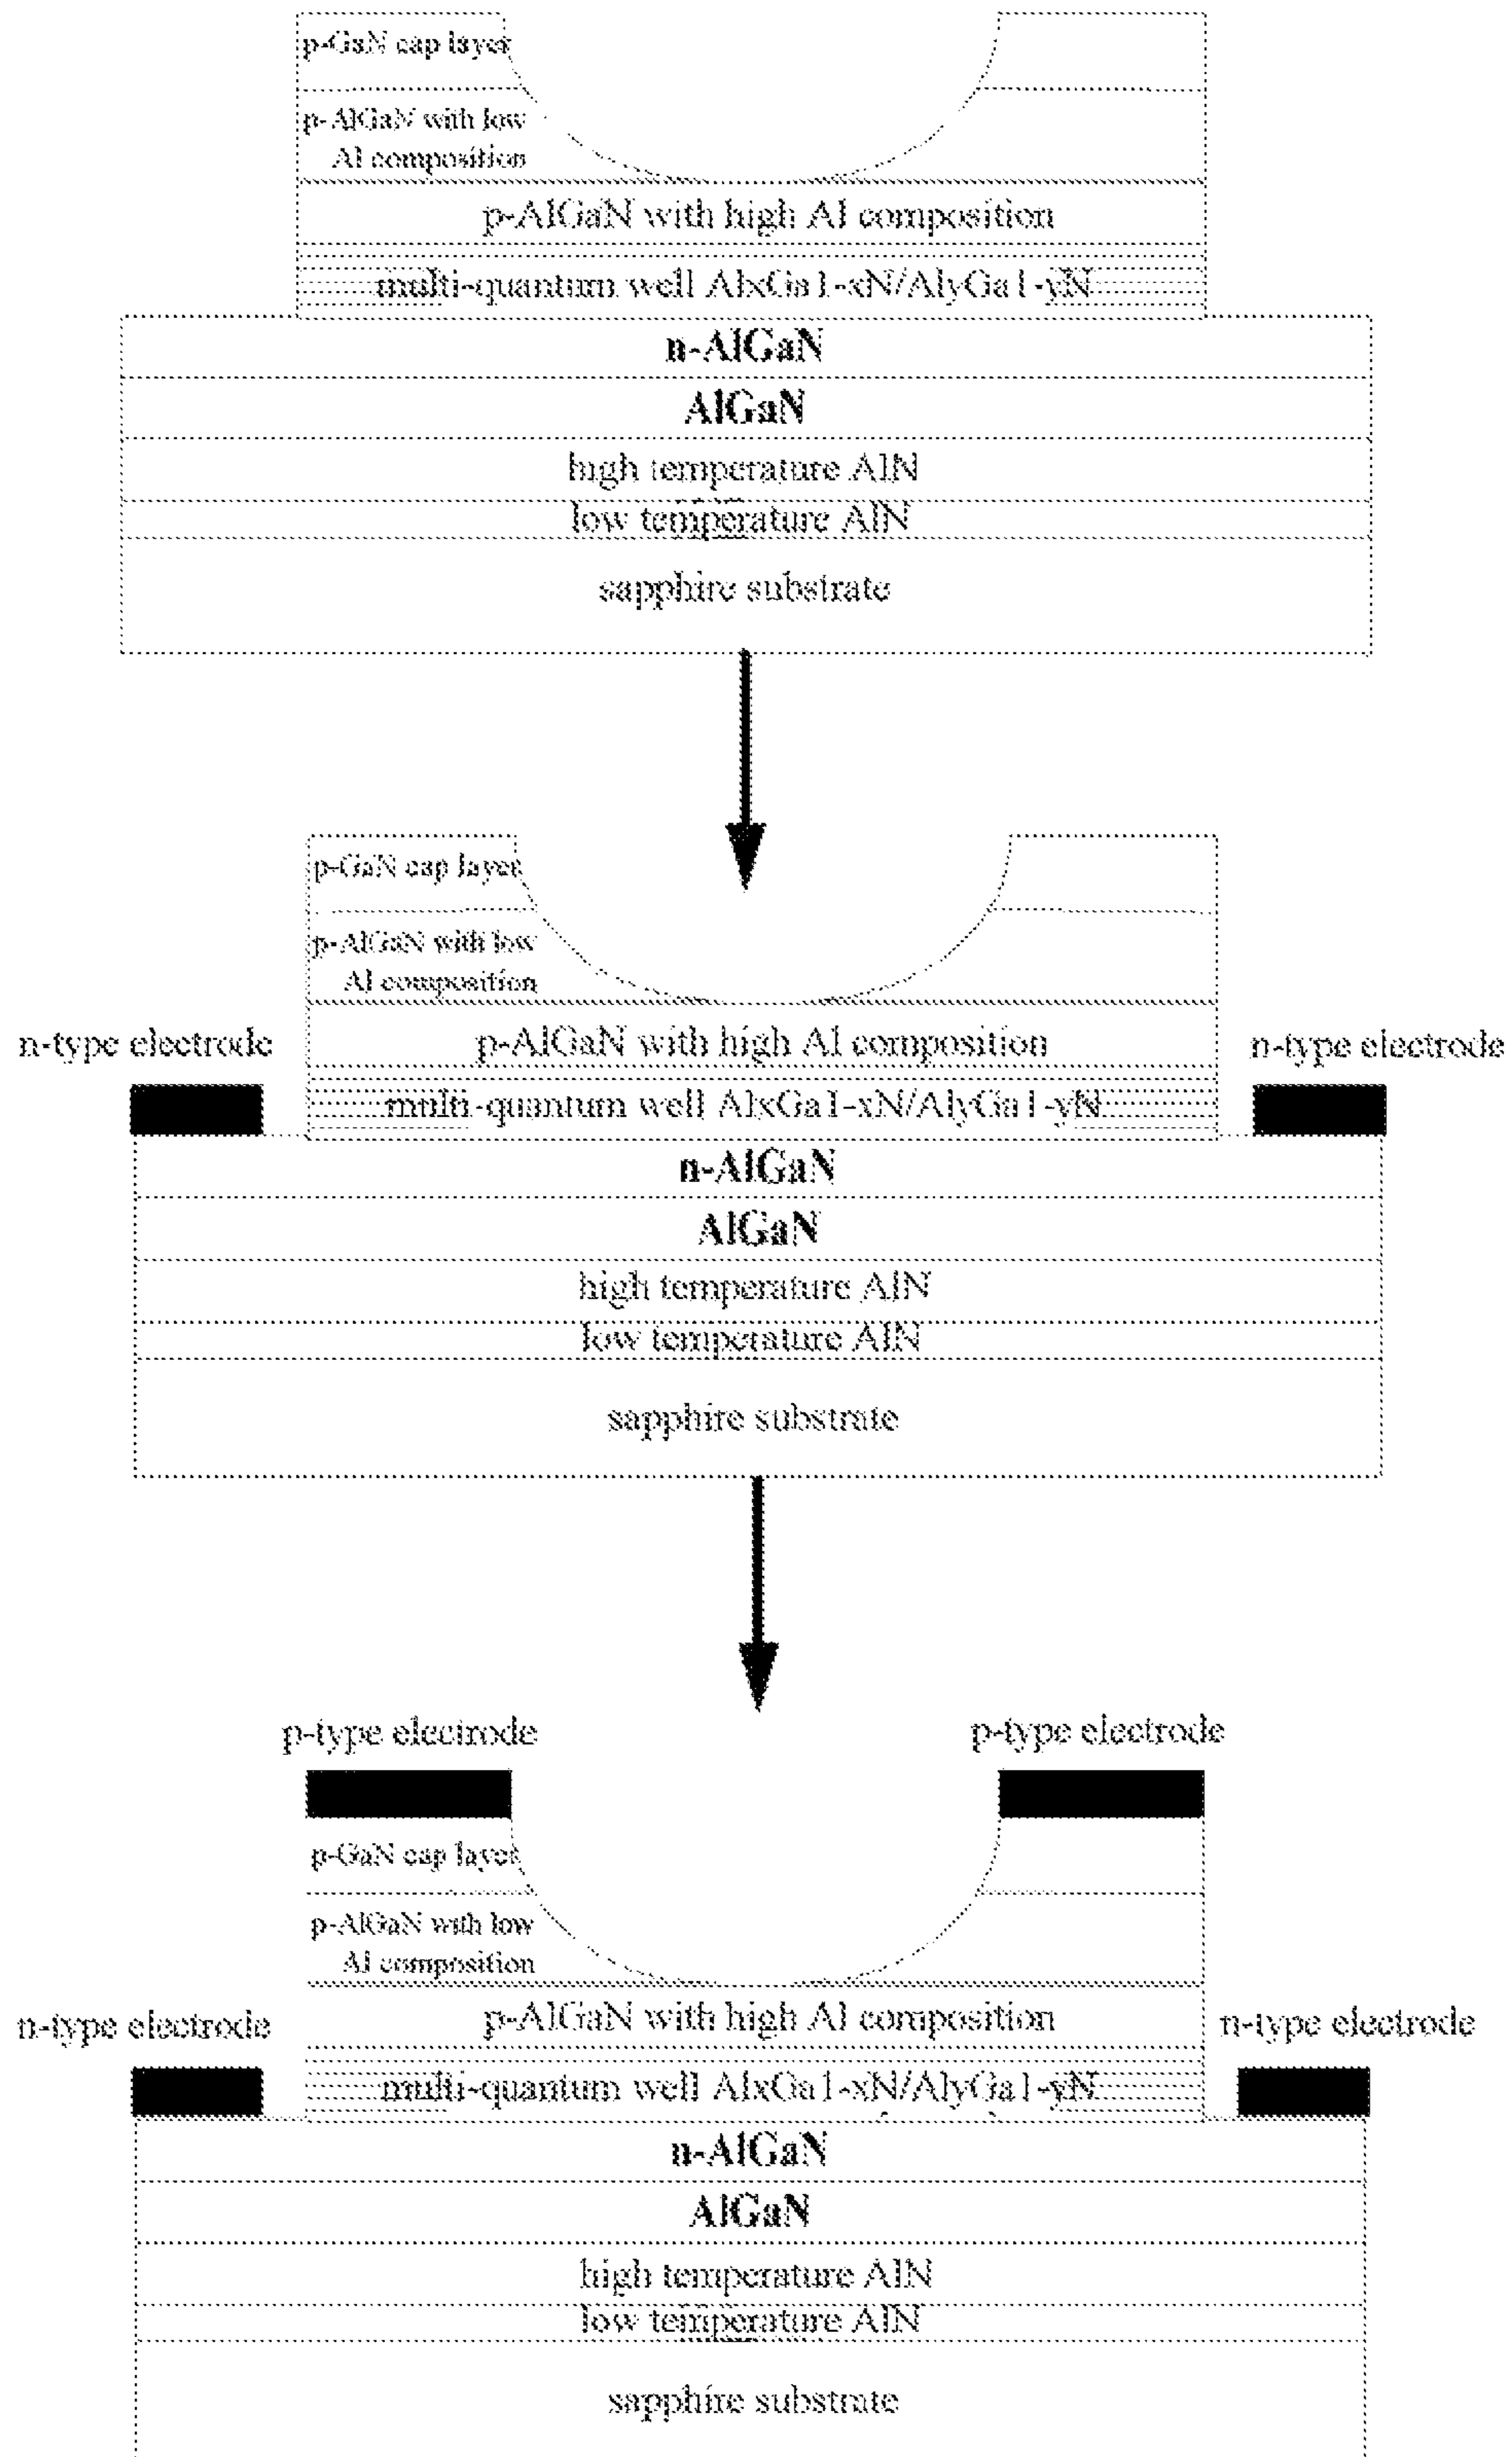 p-GaN cap layer
p-AlGaN with low
Al composition
p-AlGaN with high Al composition
multi-quantum well AlxGa1-xN/AlyGa1-yN
n-AlGaN
AlGaN
high temperature AlN
low temperature AlN
sapphire substrate
p-GaN cap layer
p-AlGaN with low
Al composition
n-type electrode
p-AlGaN with high Al composition
n-type electrode
multi-quantum well AlxGa1-xN/AlyGa1-yN
n-AlGaN
AlGaN
high temperature AlN
low temperature AlN
sapphire substrate
p-type electrode
p-type electrode
p-GaN cap layer
p-AlGaN with low
Al composition
n-type electrode
p-AlGaN with high Al composition
n-type electrode
multi-quantum well AlxGa1-xN/AlyGa1-yN
n-AlGaN
AlGaN
high temperature AlN
low temperature AlN
sapphire substrate